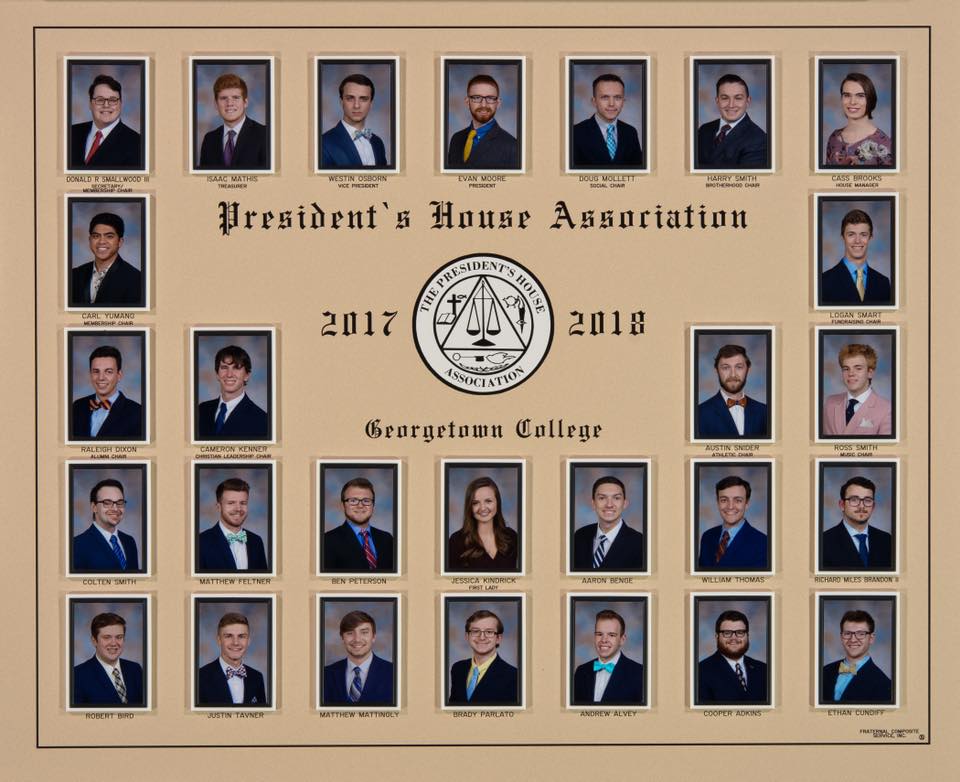 DONALD R SMALLWOOD III
SECRETARY/
MEMBERSHIP CHAIR
ISAAC MATHIS
TREASURER
WESTIN OSBORN
VICE PRESIDENT
EVAN MOORE
PRESIDENT
DOUG MOLLETT
SOCIAL CHAIR
HARRY SMITH
BROTHERHOOD CHAIR
CASS BROOKS
HOUSE MANAGER
President`s House Association
CARL YUMANG
MEMBERSHIP CHAIR
2017
THE PRESIDENT'S HOUSE
ASSOCIATION
2018
LOGAN SMART
FUNDRAISING CHAIR
Georgetown College
RALEIGH DIXON
ALUMNI CHAIR
CAMERON KENNER
CHRISTIAN LEADERSHIP CHAIR
AUSTIN SNIDER
ATHLETIC CHAIR
ROSS SMITH
MUSIC CHAIR
COLTEN SMITH
MATTHEW FELTNER
BEN PETERSON
JESSICA KINDRICK
FIRST LADY
AARON BENGE
WILLIAM THOMAS
RICHARD MILES BRANDON II
ROBERT BIRD
JUSTIN TAVNER
MATTHEW MATTINGLY
BRADY PARLATO
ANDREW ALVEY
COOPER ADKINS
ETHAN CUNDIFF
FRATERNAL COMPOSITE
SERVICE, INC.